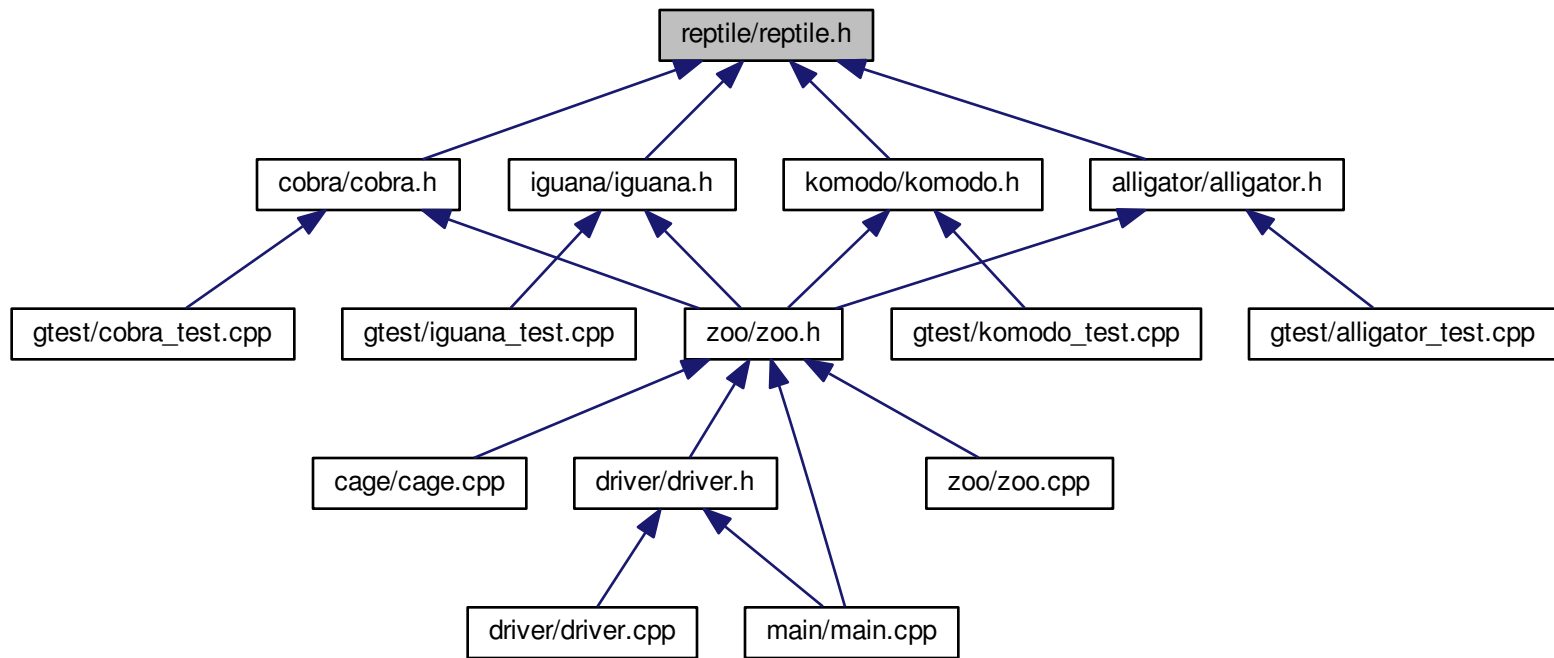 reptile/reptile.h
cobra/cobra.h
iguana/iguana.h
komodo/komodo.h
alligator/alligator.h
gtest/cobra_test.cpp
gtest/iguana_test.cpp
zoo/zoo.h
gtest/komodo_test.cpp
gtest/alligator_test.cpp
cage/cage.cpp
driver/driver.h
zoo/zoo.cpp
driver/driver.cpp
main/main.cpp